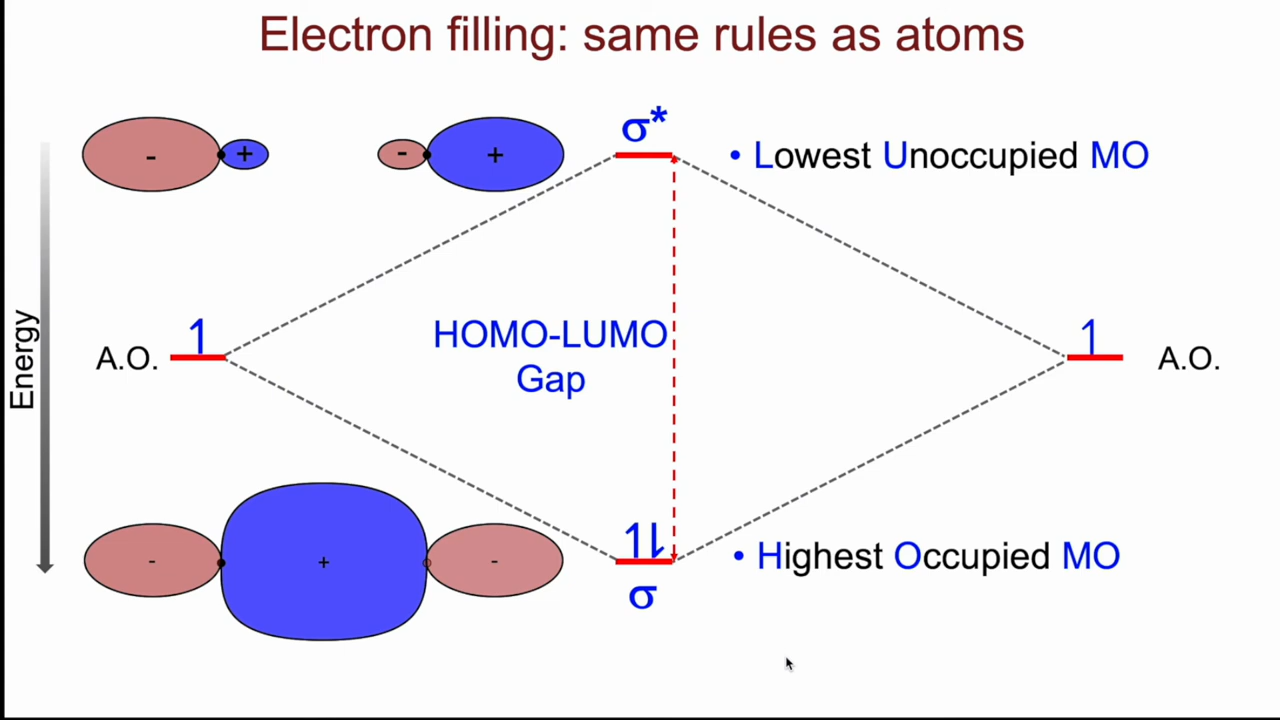 Electron filling: same rules as atoms
σ*
- + - +
• Lowest Unoccupied MO
Energy
HOMO-LUMO
Gap
A.O. 1
1 A.O.
- + -
1⇂
σ
• Highest Occupied MO